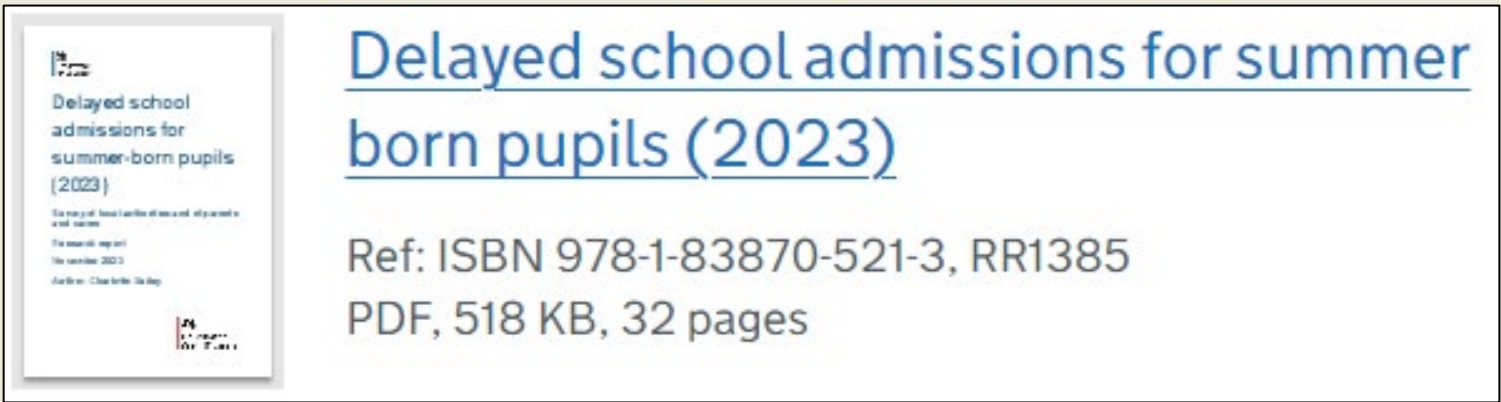 Delayed school
admissions for
summer-born pupils
(2023)
Research report
November 2023
Delayed school admissions for summer
born pupils (2023)
Ref: ISBN 978-1-83870-521-3, RR1385
PDF, 518 KB, 32 pages